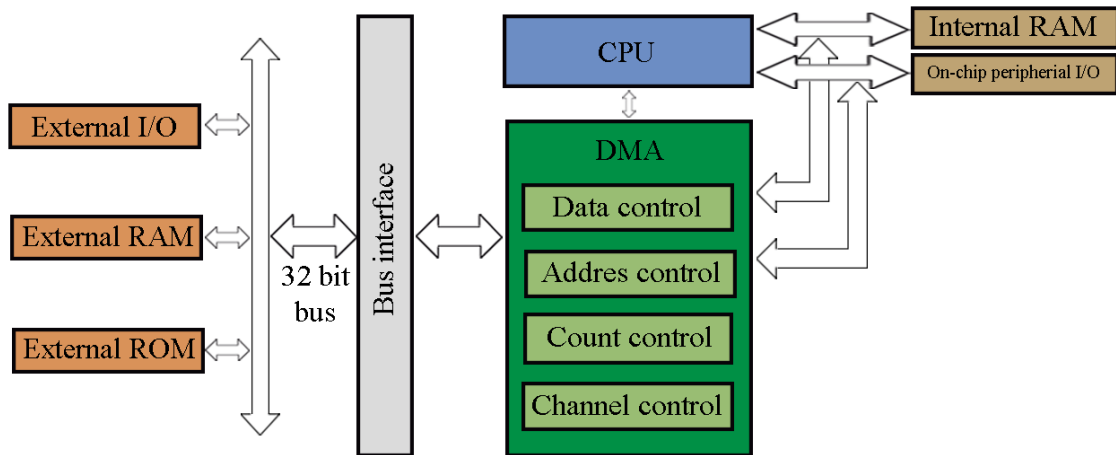 CPU
Internal RAM
On-chip peripherial I/O
External I/O
External RAM
External ROM
32 bit
bus
Bus interface
DMA
Data control
Addres control
Count control
Channel control